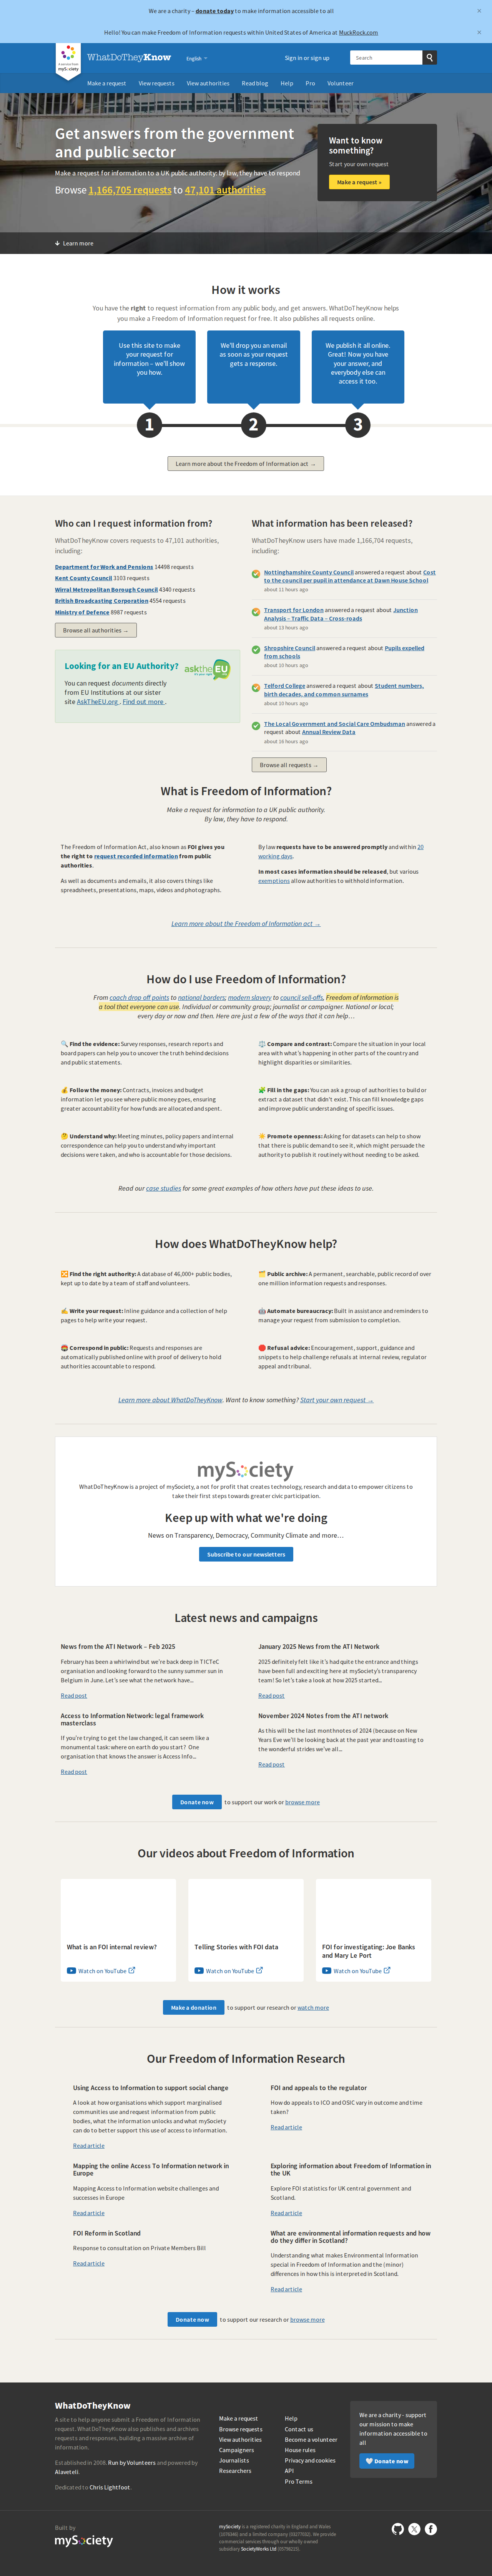 We are a charity – donate today to make information accessible to all ×
Hello! You can make Freedom of Information requests within United States of America at MuckRock.com ×
A service from mySociety
WhatDoTheyKnow
English
Sign in or sign up
Search
Make a request
View requests
View authorities
Read blog
Help
Pro
Volunteer
Get answers from the government
and public sector
Make a request for information to a UK public authority: by law, they have to respond
Browse 1,166,705 requests to 47,101 authorities
Want to know
something?
Start your own request
Make a request »
↓ Learn more
How it works
You have the right to request information from any public body, and get answers. WhatDoTheyKnow helps
you make a Freedom of Information request for free. It also publishes all requests online.
Use this site to make
your request for
information – we'll show
you how.
We'll drop you an email
as soon as your request
gets a response.
We publish it all online.
Great! Now you have
your answer, and
everybody else can
access it too.
1
2
3
Learn more about the Freedom of Information act →
Who can I request information from?
WhatDoTheyKnow covers requests to 47,101 authorities,
including:
Department for Work and Pensions 14498 requests
Kent County Council 3103 requests
Wirral Metropolitan Borough Council 4340 requests
British Broadcasting Corporation 4554 requests
Ministry of Defence 8987 requests
Browse all authorities →
Looking for an EU Authority?
asktheEU
it's your right!
You can request documents directly
from EU Institutions at our sister
site AskTheEU.org . Find out more .
What information has been released?
WhatDoTheyKnow users have made 1,166,704 requests,
including:
Nottinghamshire County Council answered a request about Cost
to the council per pupil in attendance at Dawn House School
about 11 hours ago
Transport for London answered a request about Junction
Analysis - Traffic Data – Cross-roads
about 13 hours ago
Shropshire Council answered a request about Pupils expelled
from schools
about 10 hours ago
Telford College answered a request about Student numbers,
birth decades, and common surnames
about 10 hours ago
The Local Government and Social Care Ombudsman answered a
request about Annual Review Data
about 16 hours ago
Browse all requests →
What is Freedom of Information?
Make a request for information to a UK public authority.
By law, they have to respond.
The Freedom of Information Act, also known as FOI gives you
the right to request recorded information from public
authorities.
As well as documents and emails, it also covers things like
spreadsheets, presentations, maps, videos and photographs.
By law requests have to be answered promptly and within 20
working days.
In most cases information should be released, but various
exemptions allow authorities to withhold information.
Learn more about the Freedom of Information act →
How do I use Freedom of Information?
From coach drop off points to national borders; modern slavery to council sell-offs, Freedom of Information is
a tool that everyone can use. Individual or community group; journalist or campaigner. National or local;
every day or now and then. Here are just a few of the ways that it can help…
🔍 Find the evidence: Survey responses, research reports and
board papers can help you to uncover the truth behind decisions
and public statements.
⚖️ Compare and contrast: Compare the situation in your local
area with what's happening in other parts of the country and
highlight disparities or similarities.
💰 Follow the money: Contracts, invoices and budget
information let you see where public money goes, ensuring
greater accountability for how funds are allocated and spent.
🧩 Fill in the gaps: You can ask a group of authorities to build or
extract a dataset that didn't exist. This can fill knowledge gaps
and improve public understanding of specific issues.
🤔 Understand why: Meeting minutes, policy papers and internal
correspondence can help you to understand why important
decisions were taken, and who is accountable for those decisions.
☀️ Promote openness: Asking for datasets can help to show
that there is public demand to see it, which might persuade the
authority to publish it routinely without needing to be asked.
Read our case studies for some great examples of how others have put these ideas to use.
How does WhatDoTheyKnow help?
🔀 Find the right authority: A database of 46,000+ public bodies,
kept up to date by a team of staff and volunteers.
🗂️ Public archive: A permanent, searchable, public record of over
one million information requests and responses.
✍️ Write your request: Inline guidance and a collection of help
pages to help write your request.
🤖 Automate bureaucracy: Built in assistance and reminders to
manage your request from submission to completion.
Correspond in public: Requests and responses are
automatically published online with proof of delivery to hold
authorities accountable to respond.
🛑 Refusal advice: Encouragement, support, guidance and
snippets to help challenge refusals at internal review, regulator
appeal and tribunal.
Learn more about WhatDoTheyKnow. Want to know something? Start your own request →
mySociety
WhatDoTheyKnow is a project of mySociety, a not for profit that creates technology, research and data to empower citizens to
take their first steps towards greater civic participation.
Keep up with what we're doing
News on Transparency, Democracy, Community Climate and more…
Subscribe to our newsletters
Latest news and campaigns
News from the ATI Network – Feb 2025
February has been a whirlwind but we're back deep in TICTeC
organisation and looking forward to the sunny summer sun in
Belgium in June. Let's see what the network have...
Read post
January 2025 News from the ATI Network
2025 definitely felt like it's had quite the entrance and things
have been full and exciting here at mySociety's transparency
team! So let's take a look at how 2025 started...
Read post
Access to Information Network: legal framework
masterclass
If you're trying to get the law changed, it can seem like a
monumental task: where on earth do you start? One
organisation that knows the answer is Access Info...
Read post
November 2024 Notes from the ATI network
As this will be the last monthnotes of 2024 (because on New
Years Eve we'll be looking back at the past year and toasting to
the wonderful strides we've all...
Read post
Donate now to support our work or browse more
Our videos about Freedom of Information
What is an FOI internal review?
Watch on YouTube
Telling Stories with FOI data
Watch on YouTube
FOI for investigating: Joe Banks
and Mary Le Port
Watch on YouTube
Make a donation to support our research or watch more
Our Freedom of Information Research
Using Access to Information to support social change
A look at how organisations which support marginalised
communities use and request information from public
bodies, what the information unlocks and what mySociety
can do to better support this use of access to information.
Read article
FOI and appeals to the regulator
How do appeals to ICO and OSIC vary in outcome and time
taken?
Read article
Mapping the online Access To Information network in
Europe
Mapping Access to Information website challenges and
successes in Europe
Read article
Exploring information about Freedom of Information in
the UK
Explore FOI statistics for UK central government and
Scotland.
Read article
FOI Reform in Scotland
Response to consultation on Private Members Bill
Read article
What are environmental information requests and how
do they differ in Scotland?
Understanding what makes Environmental Information
special in Freedom of Information and the (minor)
differences in how these is interpreted in Scotland.
Read article
Donate now to support our research or browse more
WhatDoTheyKnow
A site to help anyone submit a Freedom of Information
request. WhatDoTheyKnow also publishes and archives
requests and responses, building a massive archive of
information.
Established in 2008. Run by Volunteers and powered by
Alaveteli.
Dedicated to Chris Lightfoot.
Make a request
Browse requests
View authorities
Campaigners
Journalists
Researchers
Help
Contact us
Become a volunteer
House rules
Privacy and cookies
API
Pro Terms
We are a charity - support
our mission to make
information accessible to
all
🤍 Donate now
Built by
mySociety
mySociety is a registered charity in England and Wales
(1076346) and a limited company (03277032). We provide
commercial services through our wholly owned
subsidiary SocietyWorks Ltd (05798215).